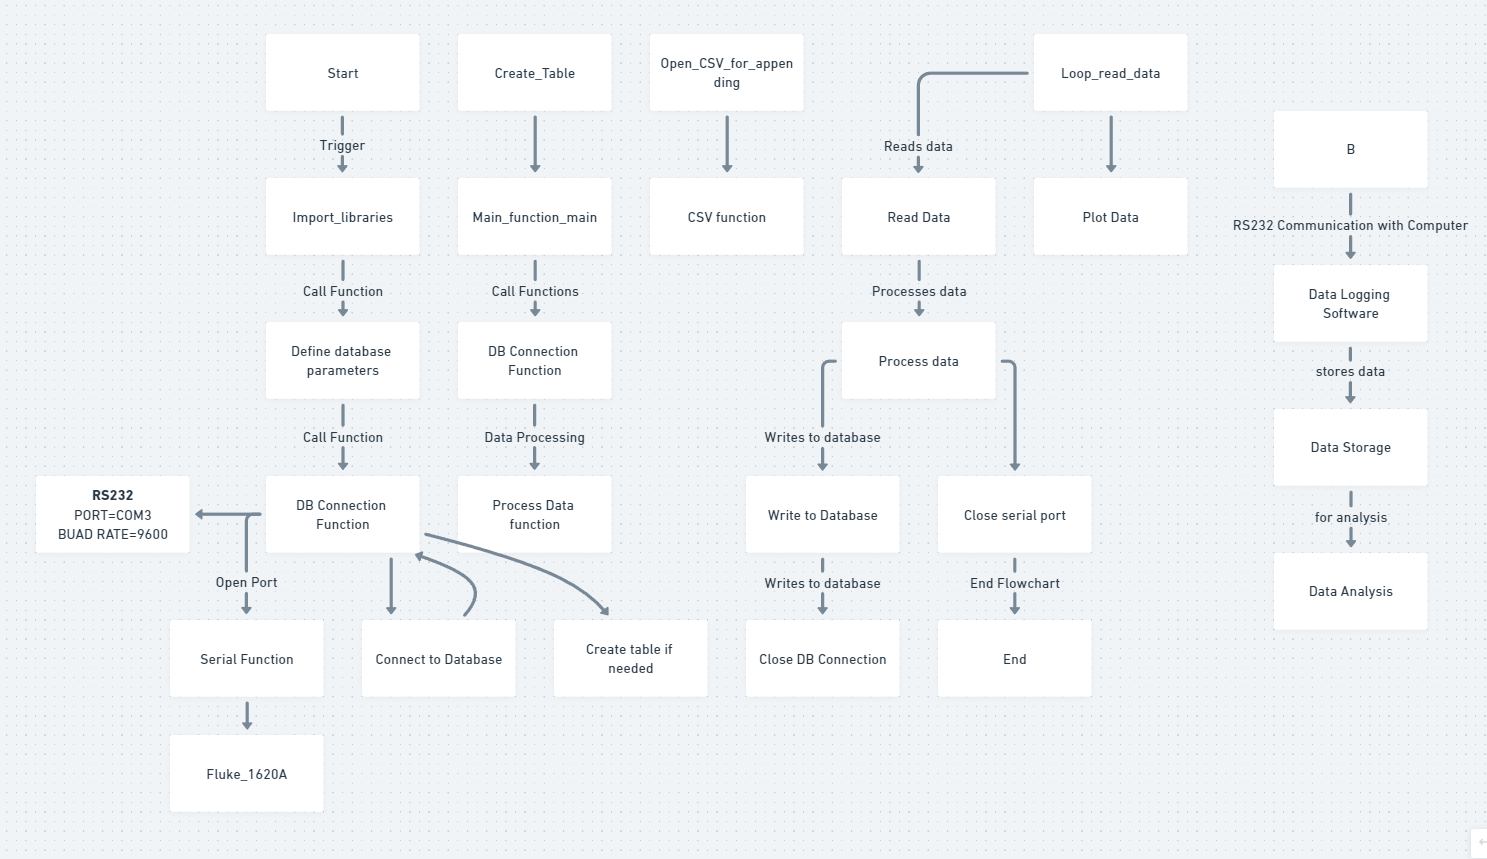 Start
Create_Table
Open_CSV_for_appen
ding
Loop_read_data
Trigger
Reads data
B
Import_libraries
Main_function_main
CSV function
Read Data
Plot Data
RS232 Communication with Computer
Call Function
Call Functions
Processes data
Data Logging
Software
Define database
parameters
DB Connection
Function
Process data
stores data
Call Function
Data Processing
Writes to database
Data Storage
RS232
PORT=COM3
BUAD RATE=9600
DB Connection
Function
Process Data
function
Write to Database
Close serial port
for analysis
Open Port
Writes to database
End Flowchart
Data Analysis
Serial Function
Connect to Database
Create table if
needed
Close DB Connection
End
Fluke_1620A